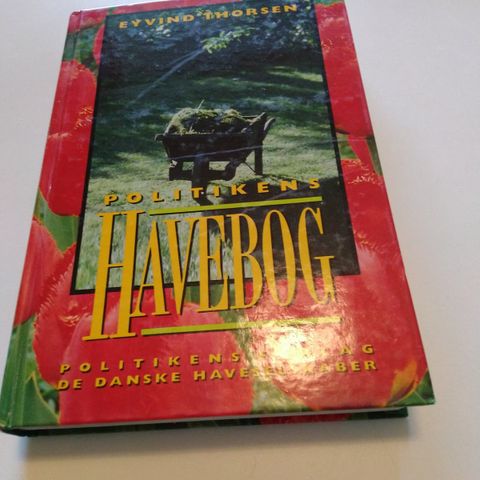 EYVIND THORSEN
POLITIKENS
HAVEBOG
POLITIKENS
DE DANSKE